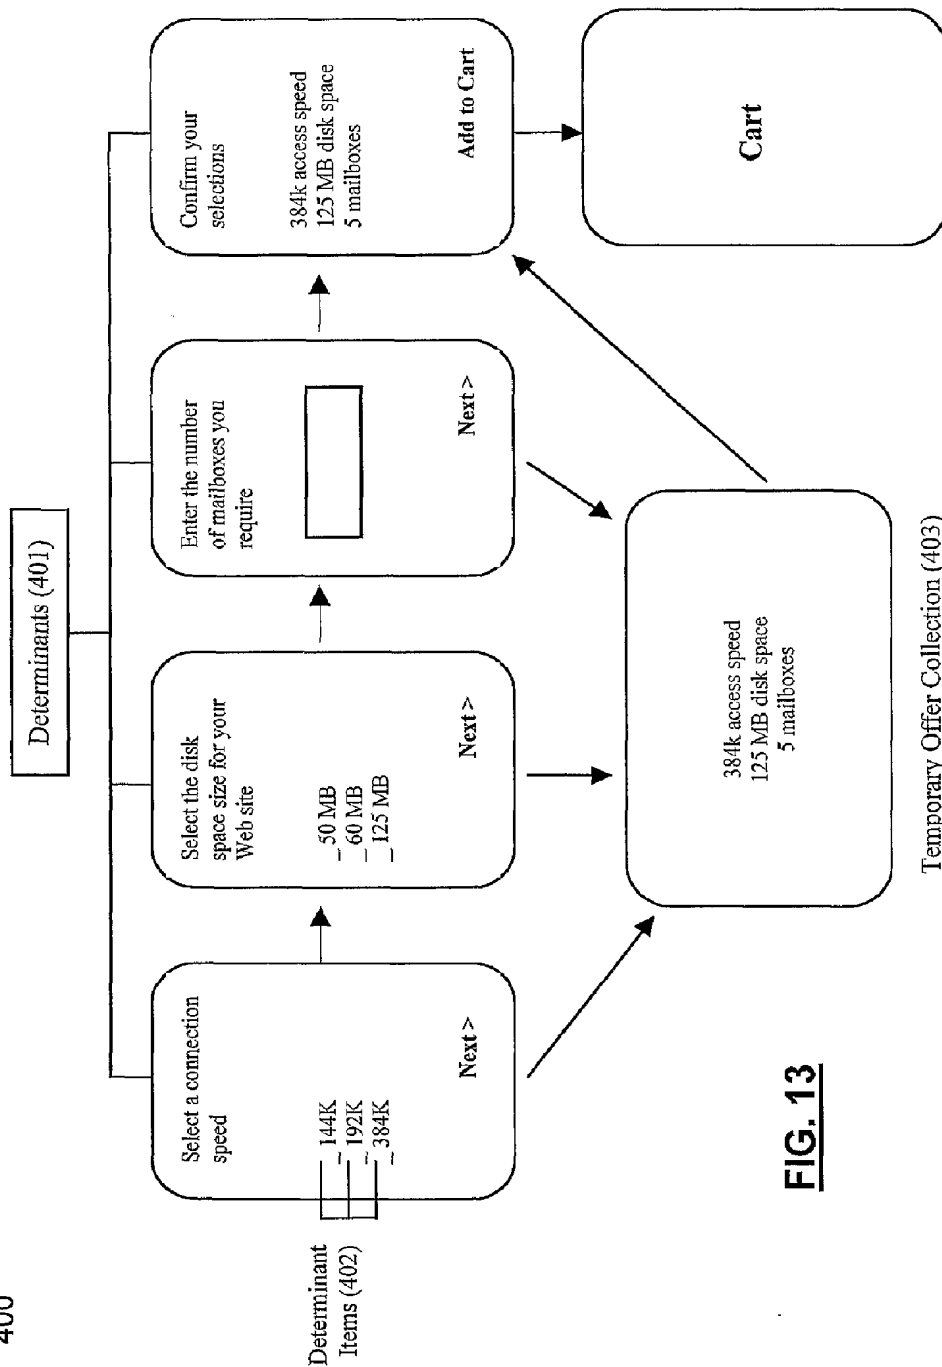 400
Determinants (401)
Determinant
Items (402)
Select a connection
speed
_ 144K
_ 192K
_ 384K
Next >
Select the disk
space size for your
Web site
_ 50 MB
_ 60 MB
_ 125 MB
Next >
Enter the number
of mailboxes you
require
Next >
Confirm your
selections
384k access speed
125 MB disk space
5 mailboxes
Add to Cart
384k access speed
125 MB disk space
5 mailboxes
Temporary Offer Collection (403)
Cart
FIG. 13